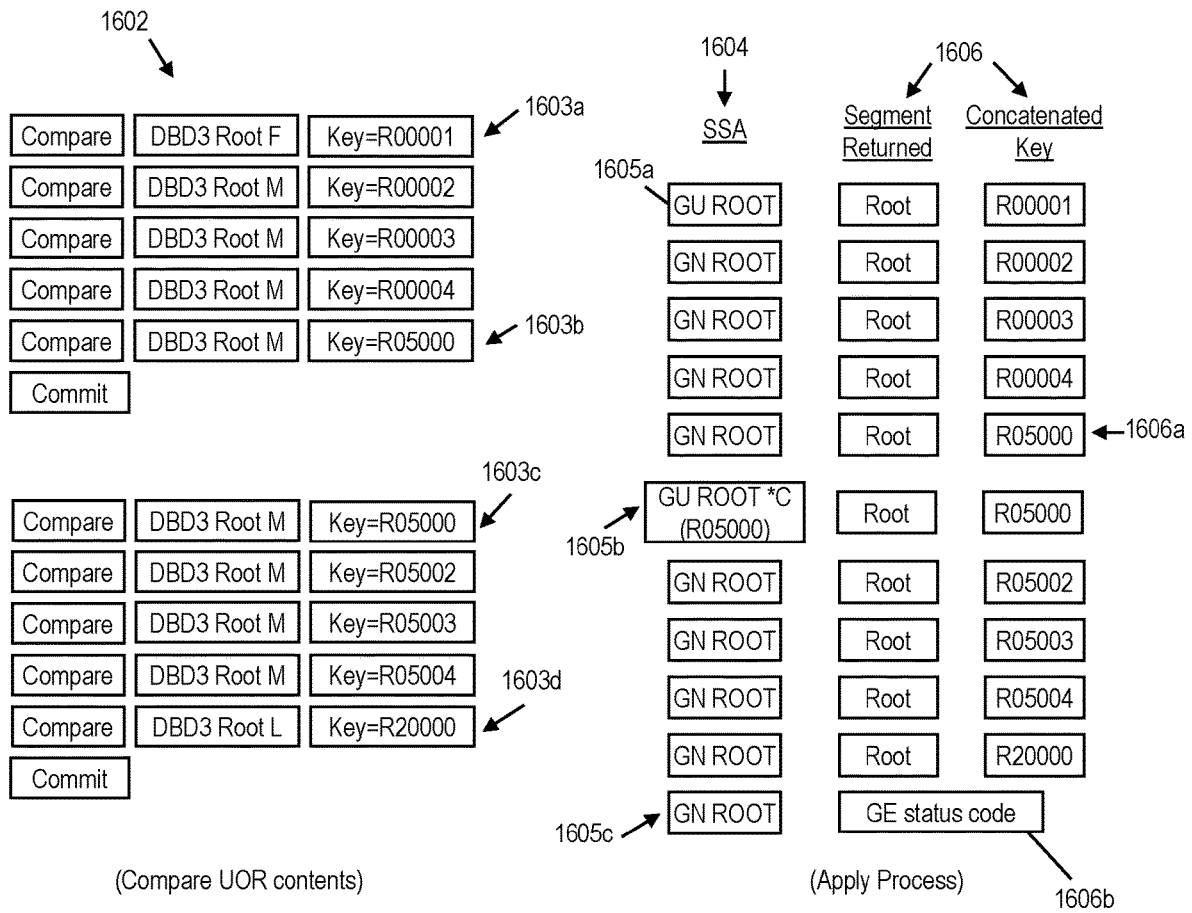 1602
1603a
Compare DBD3 Root F Key=R00001
Compare DBD3 Root M Key=R00002
Compare DBD3 Root M Key=R00003
Compare DBD3 Root M Key=R00004
Compare DBD3 Root M Key=R05000
1603b
Commit
1603c
Compare DBD3 Root M Key=R05000
Compare DBD3 Root M Key=R05002
Compare DBD3 Root M Key=R05003
Compare DBD3 Root M Key=R05004
1603d
Compare DBD3 Root L Key=R20000
Commit
(Compare UOR contents)
1604
1606
SSA
Segment
Returned
Concatenated
Key
1605a
GU ROOT Root R00001
GN ROOT Root R00002
GN ROOT Root R00003
GN ROOT Root R00004
GN ROOT Root R05000
1606a
GU ROOT *C
(R05000)
Root R05000
1605b
GN ROOT Root R05002
GN ROOT Root R05003
GN ROOT Root R05004
GN ROOT Root R20000
GN ROOT GE status code
1605c
(Apply Process)
1606b